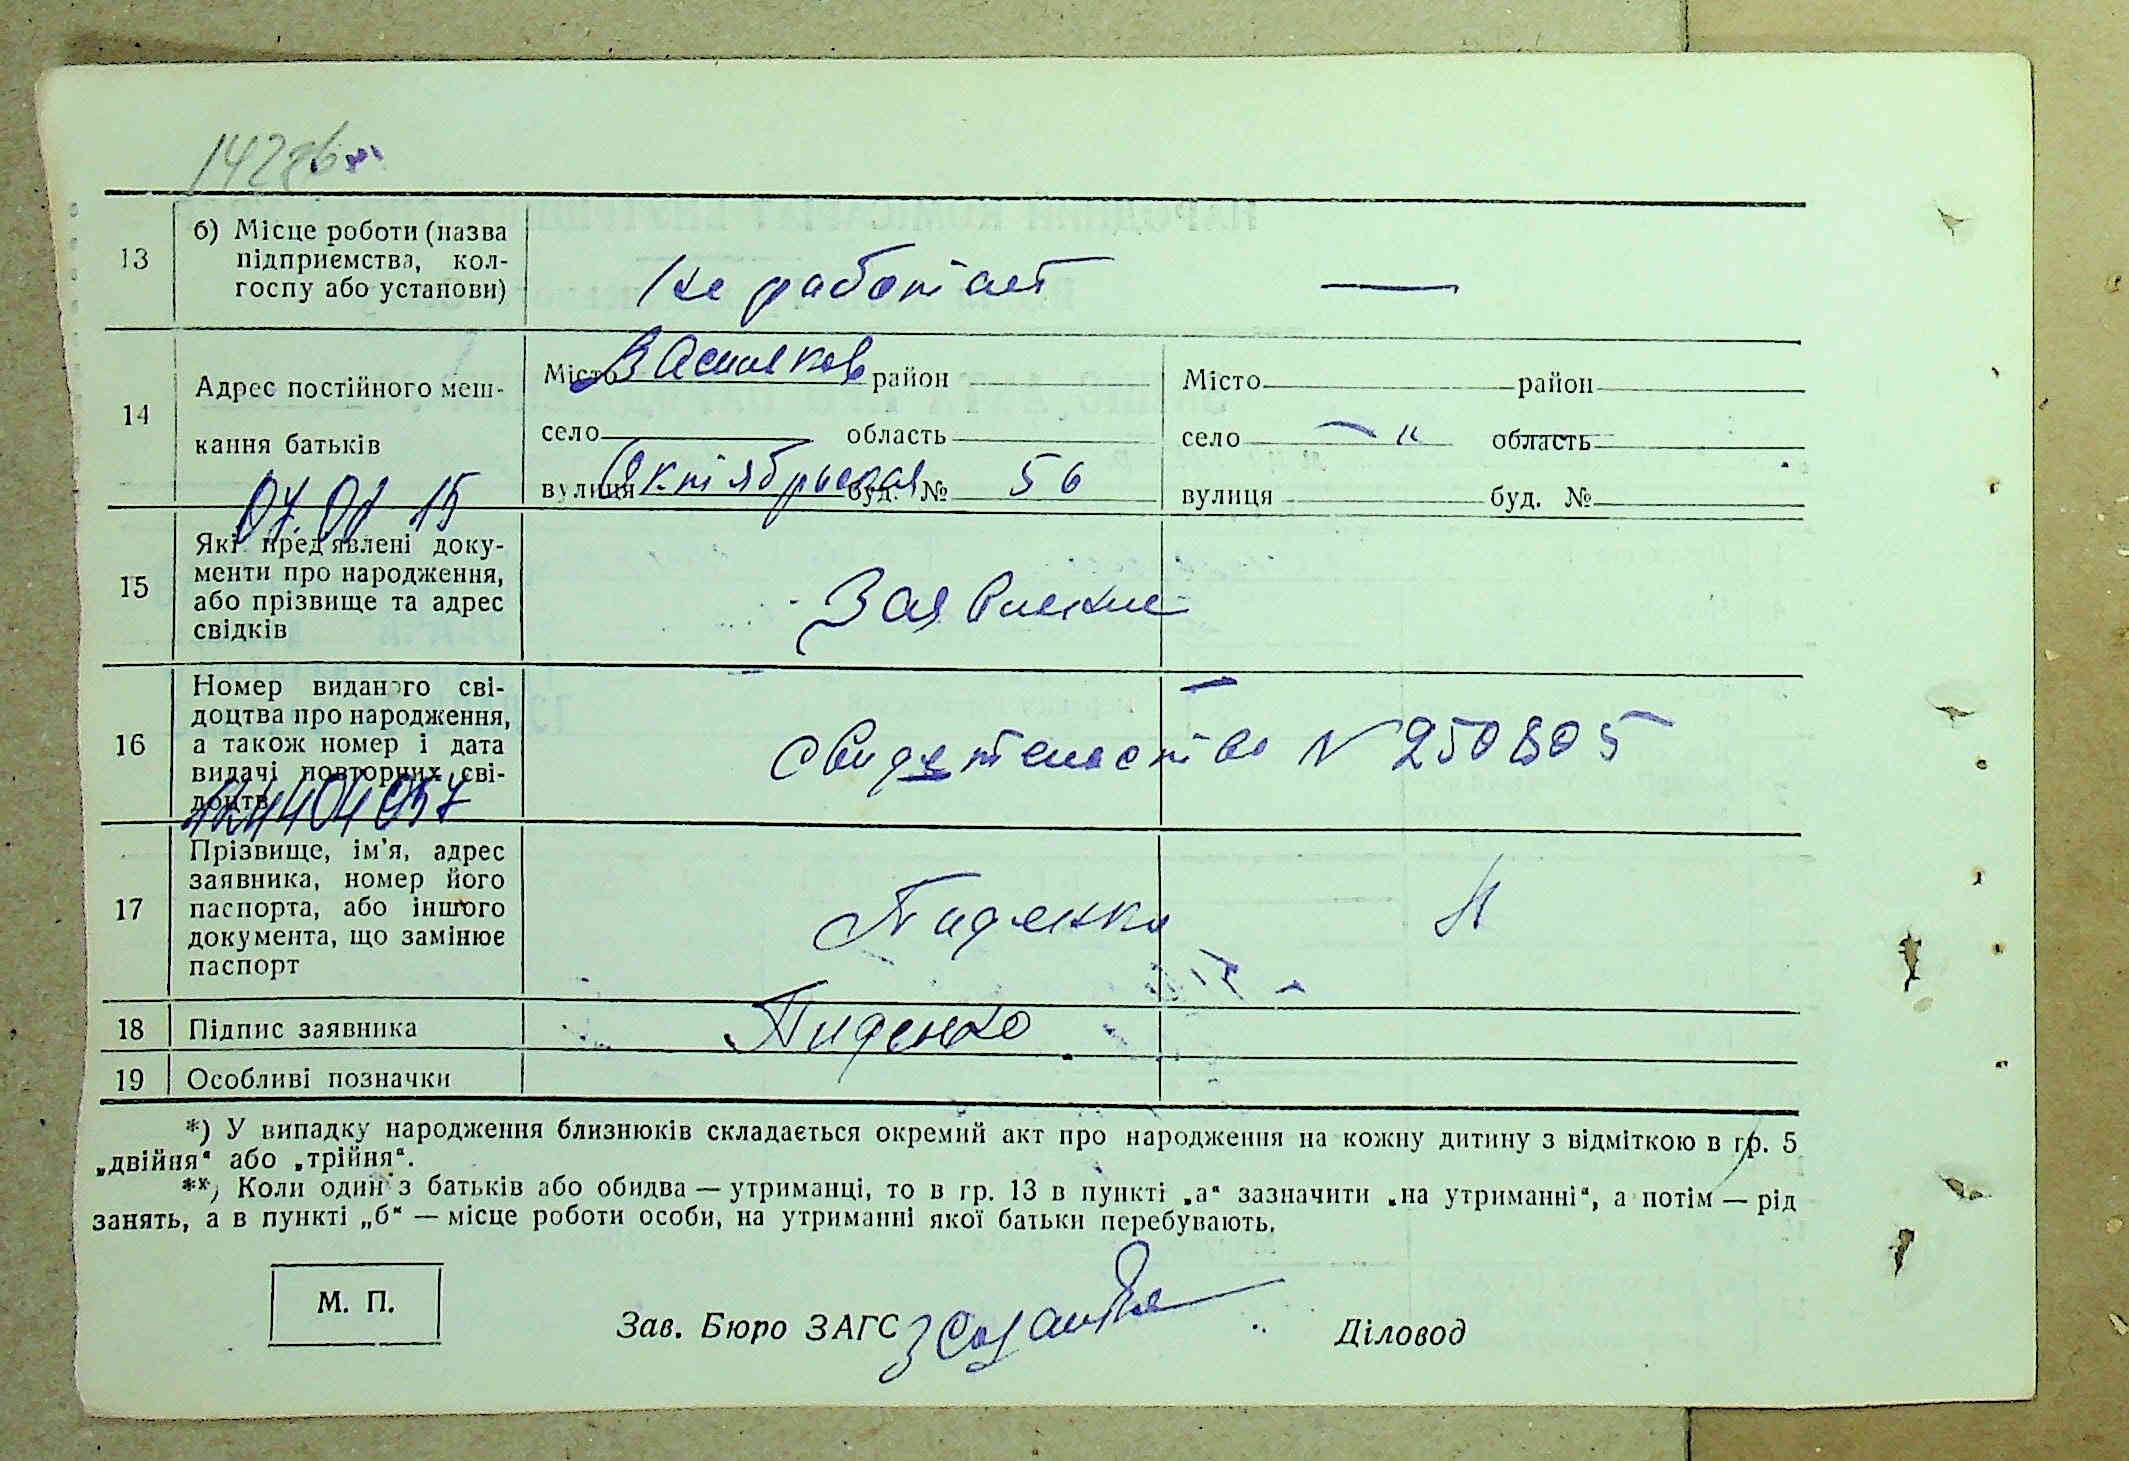 142
13
б) Місце роботи (назва
підприємства, кол-
госпу або установи)
не работает —
14
Адрес постійного меш-
кання батьків
Місто Васильков район
село область
вулиця Октябрьская буд. № 56
Місто район
село — " область
вулиця буд. №
07.01 15
15
Які пред'явлені доку-
менти про народження,
або прізвище та адрес
свідків
Заявление
16
Номер виданого сві-
доцтва про народження,
а також номер і дата
видачі повторних сві-
доцтв
свидетельство N 250805
17
Прізвище, ім'я, адрес
заявника, номер його
паспорта, або іншого
документа, що замінює
паспорт
Пиденко
18
Підпис заявника
Пиденко
19
Особливі позначки
*) У випадку народження близнюків складається окремий акт про народження на кожну дитину з відміткою в гр. 5
„двійня“ або „трійня“.
**) Коли один з батьків або обидва — утриманці, то в гр. 13 в пункті „а“ зазначити „на утриманні“, а потім — рід
занять, а в пункті „б“ — місце роботи особи, на утриманні якої батьки перебувають.
М. П.
Зав. Бюро ЗАГС
Діловод